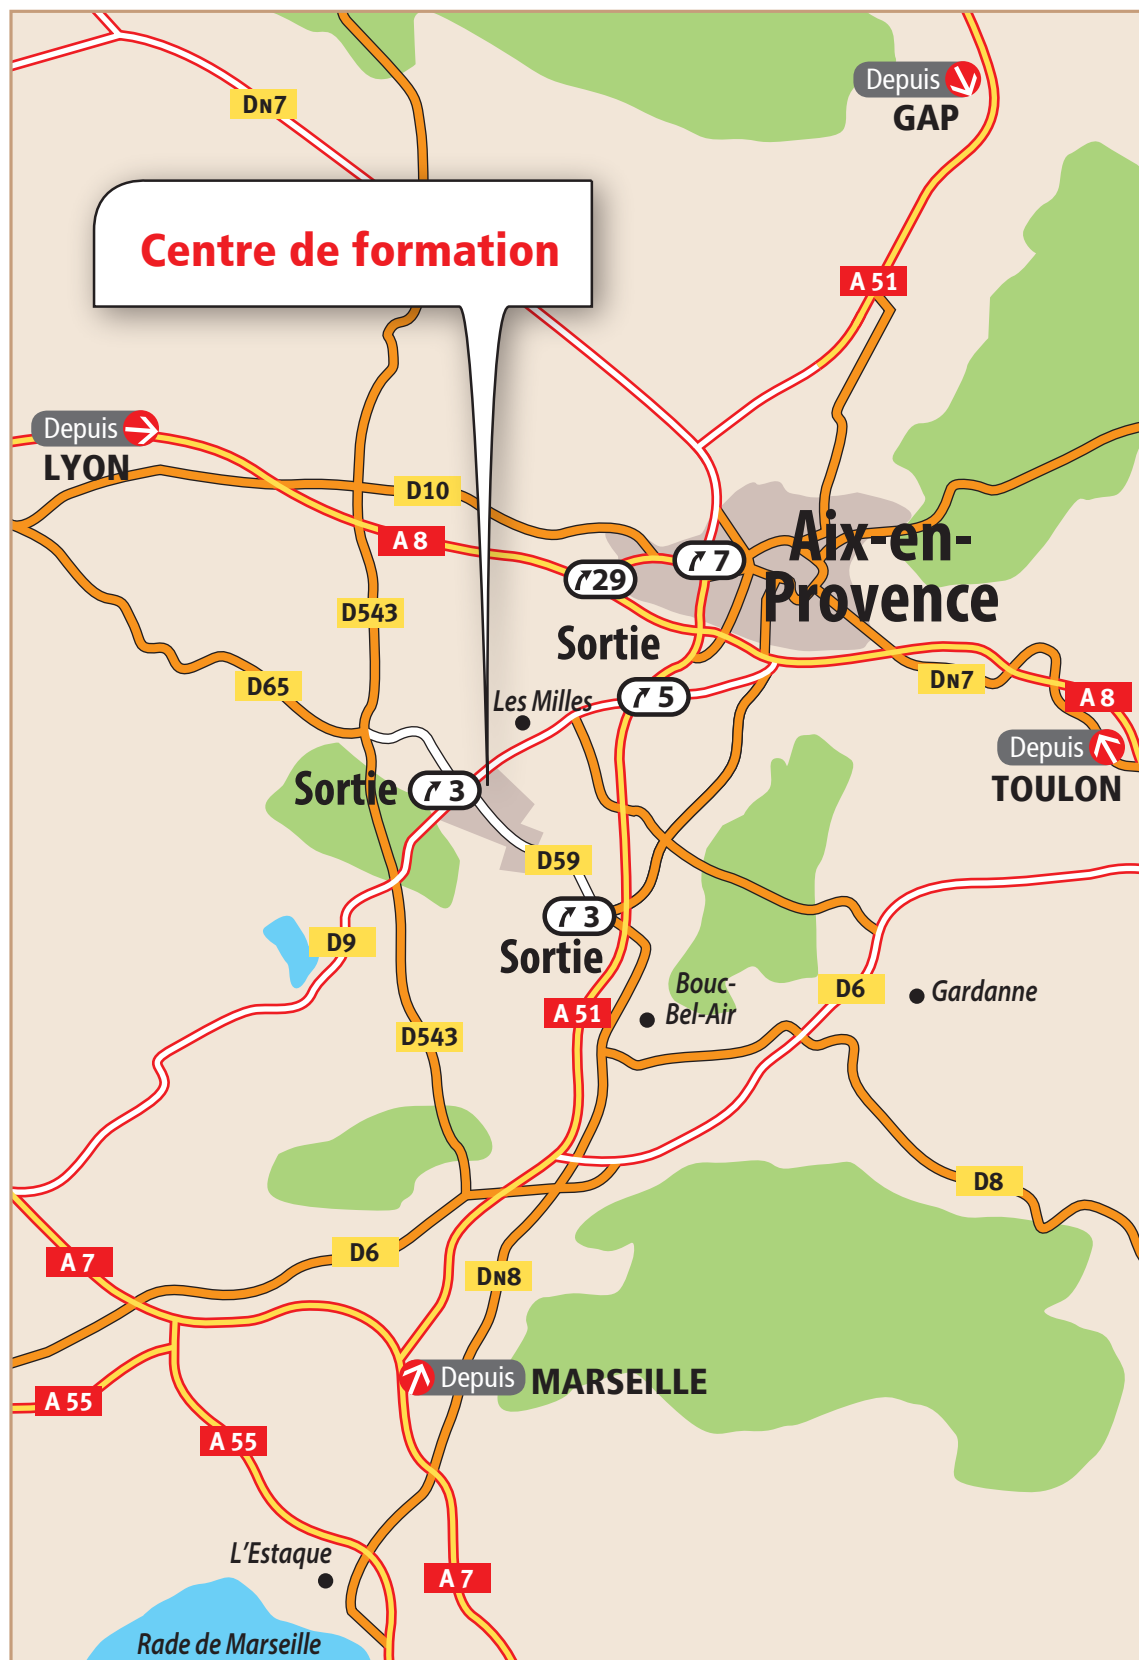 Depuis
GAP
DN7
Centre de formation
A 51
Depuis
LYON
D10
A 8
Aix-en-
Provence
7
29
D543
Sortie
D65
DN7
5
A 8
Les Milles
Depuis
TOULON
Sortie
3
D59
3
Sortie
D9
Bouc-
Bel-Air
D6
Gardanne
A 51
D543
D8
D6
A 7
DN8
Depuis
MARSEILLE
A 55
A 55
L'Estaque
A 7
Rade de Marseille